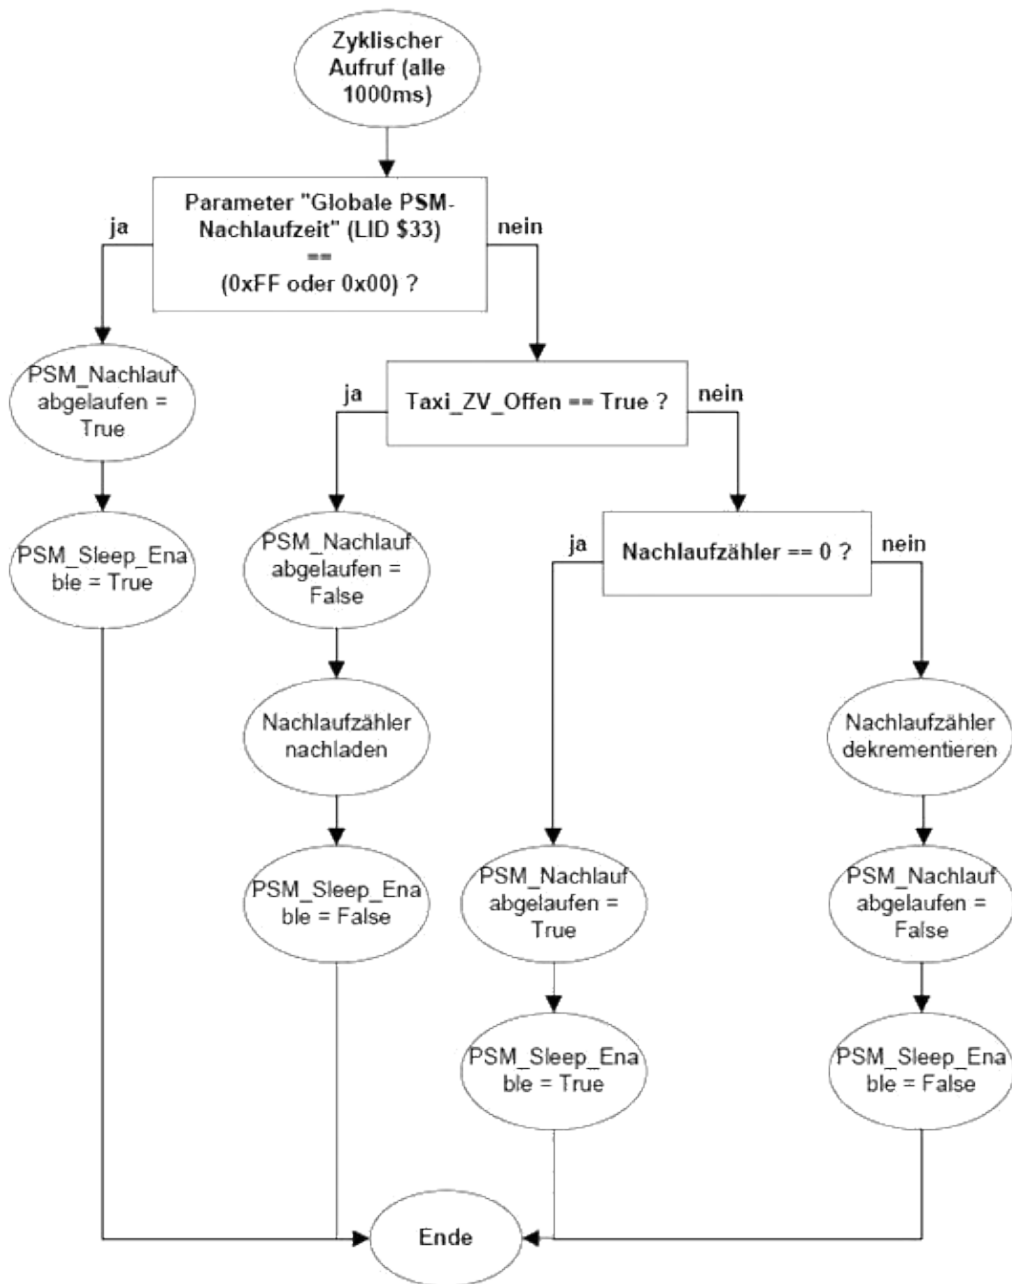 Zyklischer
Aufruf (alle
1000ms)
Parameter "Globale PSM-
Nachlaufzeit" (LID $33)
==
(0xFF oder 0x00) ?
ja
nein
PSM_Nachlauf
abgelaufen =
True
PSM_Sleep_Ena
ble = True
Taxi_ZV_Offen == True ?
ja
nein
PSM_Nachlauf
abgelaufen =
False
Nachlaufzähler
nachladen
PSM_Sleep_Ena
ble = False
Nachlaufzähler == 0 ?
ja
nein
PSM_Nachlauf
abgelaufen =
True
PSM_Sleep_Ena
ble = True
Nachlaufzähler
dekrementieren
PSM_Nachlauf
abgelaufen =
False
PSM_Sleep_Ena
ble = False
Ende